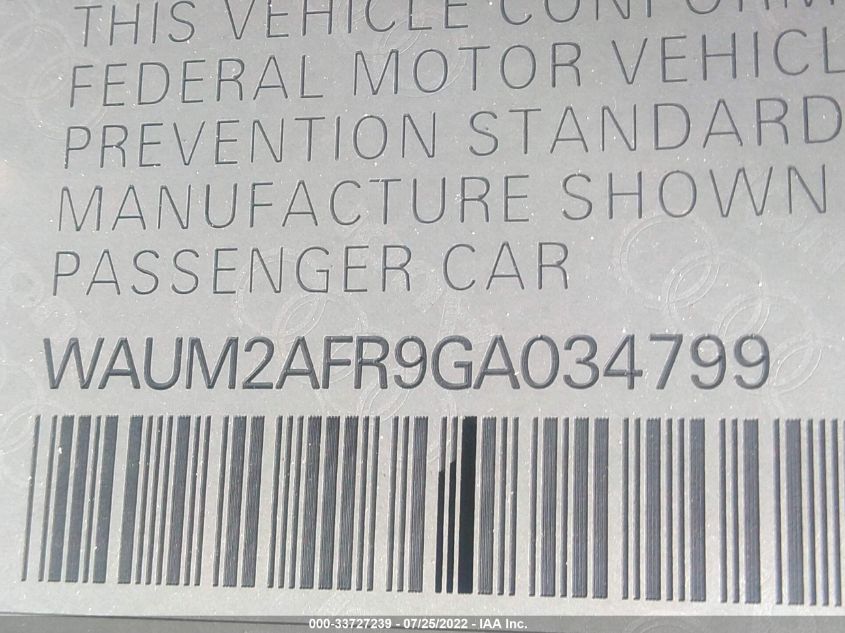 THIS VEHICLE CONFORM
FEDERAL MOTOR VEHICL
PREVENTION STANDARD
MANUFACTURE SHOWN
PASSENGER CAR
WAUM2AFR9GA034799
000-33727239 - 07/25/2022 - IAA Inc.